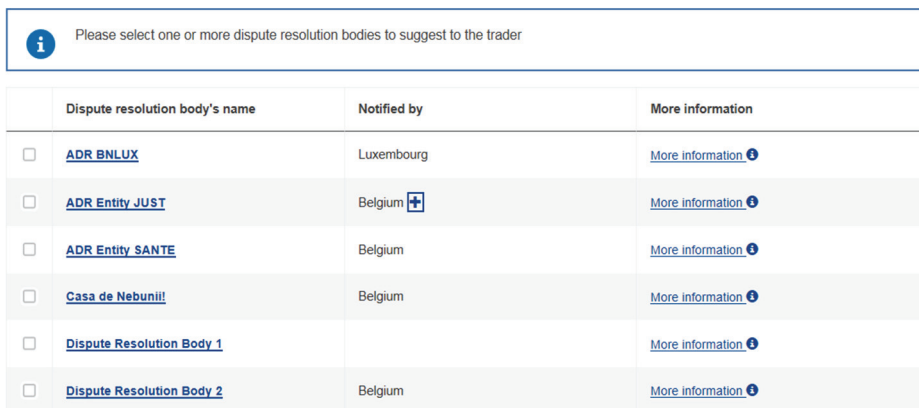 Please select one or more dispute resolution bodies to suggest to the trader
Dispute resolution body's name Notified by More information
ADR BNLUX Luxembourg More information
ADR Entity JUST Belgium More information
ADR Entity SANTE Belgium More information
Casa de Nebunii! Belgium More information
Dispute Resolution Body 1 More information
Dispute Resolution Body 2 Belgium More information